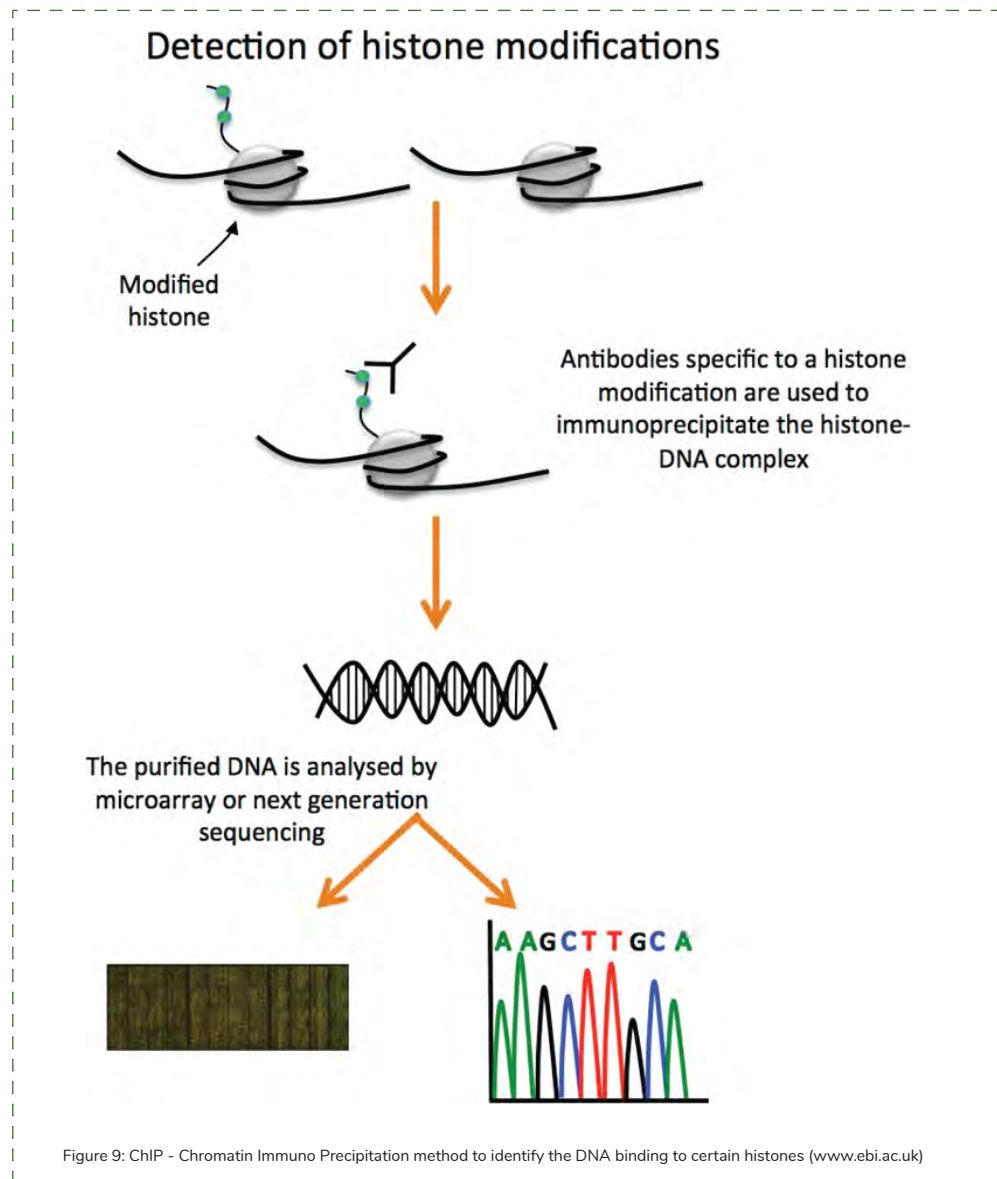 Detection of histone modifications
Modified
histone
Antibodies specific to a histone
modification are used to
immunoprecipitate the histone-
DNA complex
The purified DNA is analysed by
microarray or next generation
sequencing
A A G C T T G C A
Figure 9: ChIP - Chromatin Immuno Precipitation method to identify the DNA binding to certain histones (www.ebi.ac.uk)